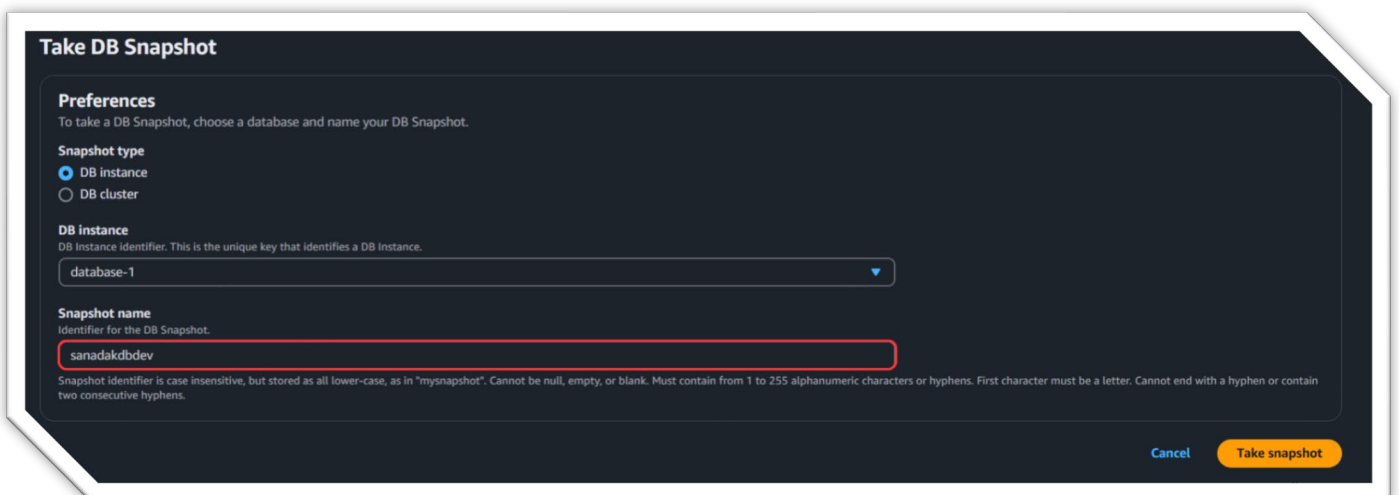 Take DB Snapshot
Preferences
To take a DB Snapshot, choose a database and name your DB Snapshot.
Snapshot type
DB instance
DB cluster
DB instance
DB Instance identifier. This is the unique key that identifies a DB Instance.
database-1
Snapshot name
Identifier for the DB Snapshot.
sanadakdbdev
Snapshot identifier is case insensitive, but stored as all lower-case, as in "mysnapshot". Cannot be null, empty, or blank. Must contain from 1 to 255 alphanumeric characters or hyphens. First character must be a letter. Cannot end with a hyphen or contain
two consecutive hyphens.
Cancel Take snapshot